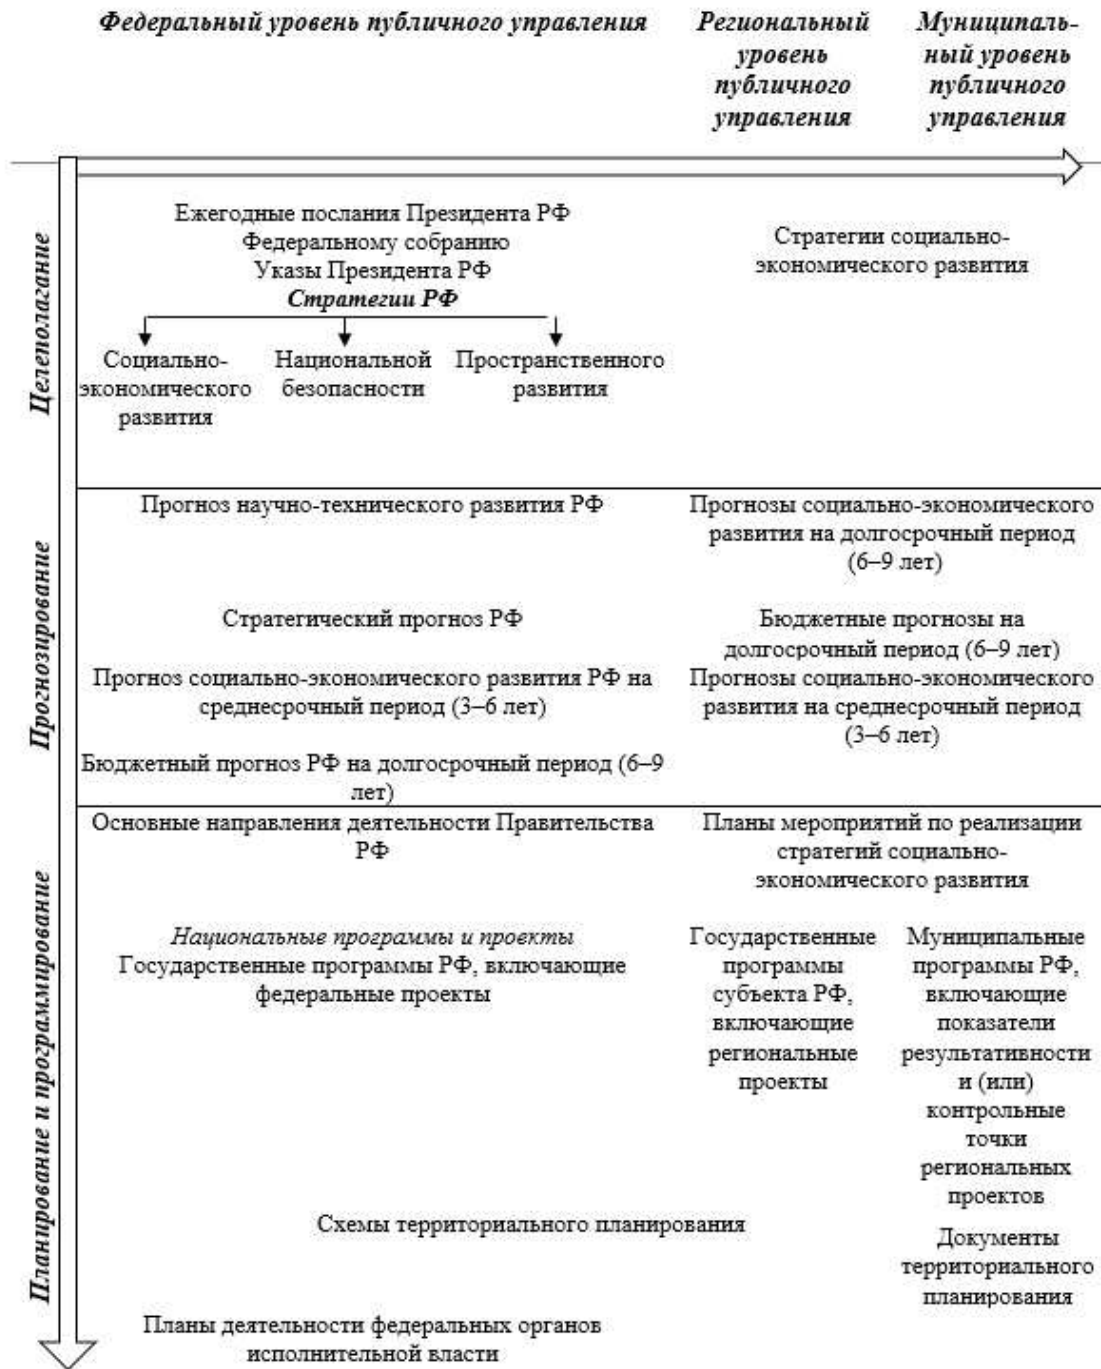 Федеральный уровень публичного управления
Региональный
уровень
публичного
управления
Муниципаль-
ный уровень
публичного
управления
Целеполагание
Ежегодные послания Президента РФ
Федеральному собранию
Указы Президента РФ
Стратегии РФ
Социально-
экономического
развития
Национальной
безопасности
Пространственного
развития
Стратегии социально-
экономического развития
Прогнозирование
Прогноз научно-технического развития РФ
Стратегический прогноз РФ
Прогноз социально-экономического развития РФ на
среднесрочный период (3–6 лет)
Бюджетный прогноз РФ на долгосрочный период (6–9
лет)
Прогнозы социально-экономического
развития на долгосрочный период
(6–9 лет)
Бюджетные прогнозы на
долгосрочный период (6–9 лет)
Прогнозы социально-экономического
развития на среднесрочный период
(3–6 лет)
Планирование и программирование
Основные направления деятельности Правительства
РФ
Планы мероприятий по реализации
стратегий социально-
экономического развития
Национальные программы и проекты
Государственные программы РФ, включающие
федеральные проекты
Государственные
программы
субъекта РФ,
включающие
региональные
проекты
Муниципальные
программы РФ,
включающие
показатели
результативности
и (или)
контрольные
точки
региональных
проектов
Схемы территориального планирования
Документы
территориального
планирования
Планы деятельности федеральных органов
исполнительной власти